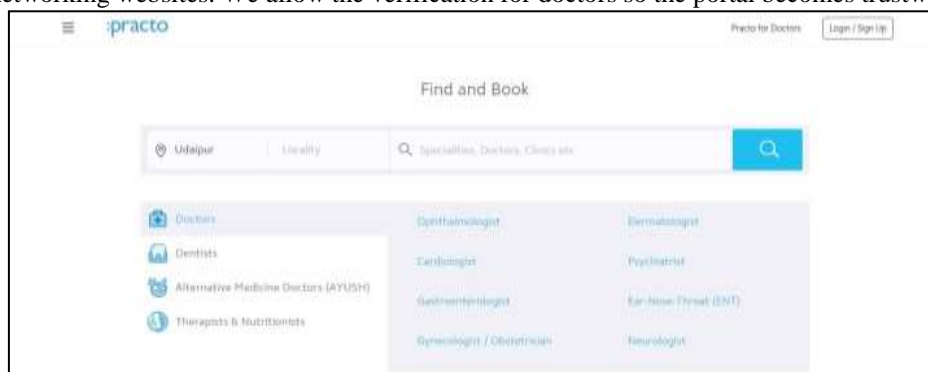 networking websites. We allow the verification for doctors so the portal becomes
:practo
Practo for Doctors
Login / Sign Up
Find and Book
Udaipur
Locality
Specialities, Doctors, Clinics etc
Doctors
Dentists
Alternative Medicine Doctors (AYUSH)
Therapists & Nutritionists
Ophthalmologist
Dermatologist
Cardiologist
Psychiatrist
Gastroenterologist
Ear-Nose-Throat (ENT)
Gynecologist / Obstetrician
Neurologist